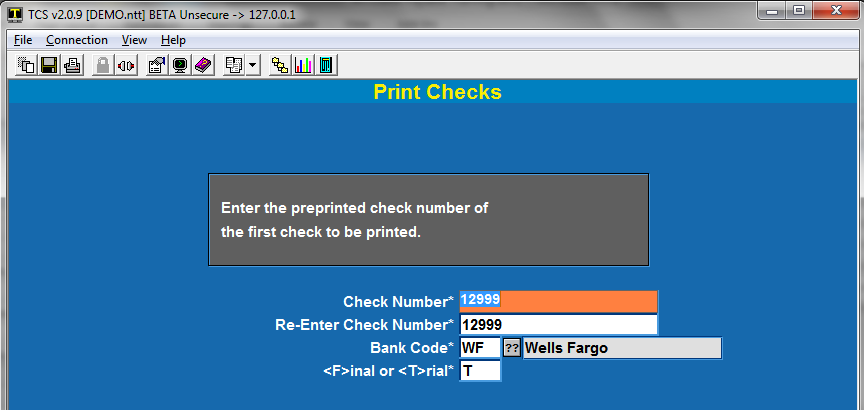 TCS v2.0.9 [DEMO.ntt] BETA Unsecure -> 127.0.0.1
File Connection View Help
Print Checks
Enter the preprinted check number of
the first check to be printed.
Check Number* 12999
Re-Enter Check Number* 12999
Bank Code* WF ?? Wells Fargo
<F>inal or <T>rial* T